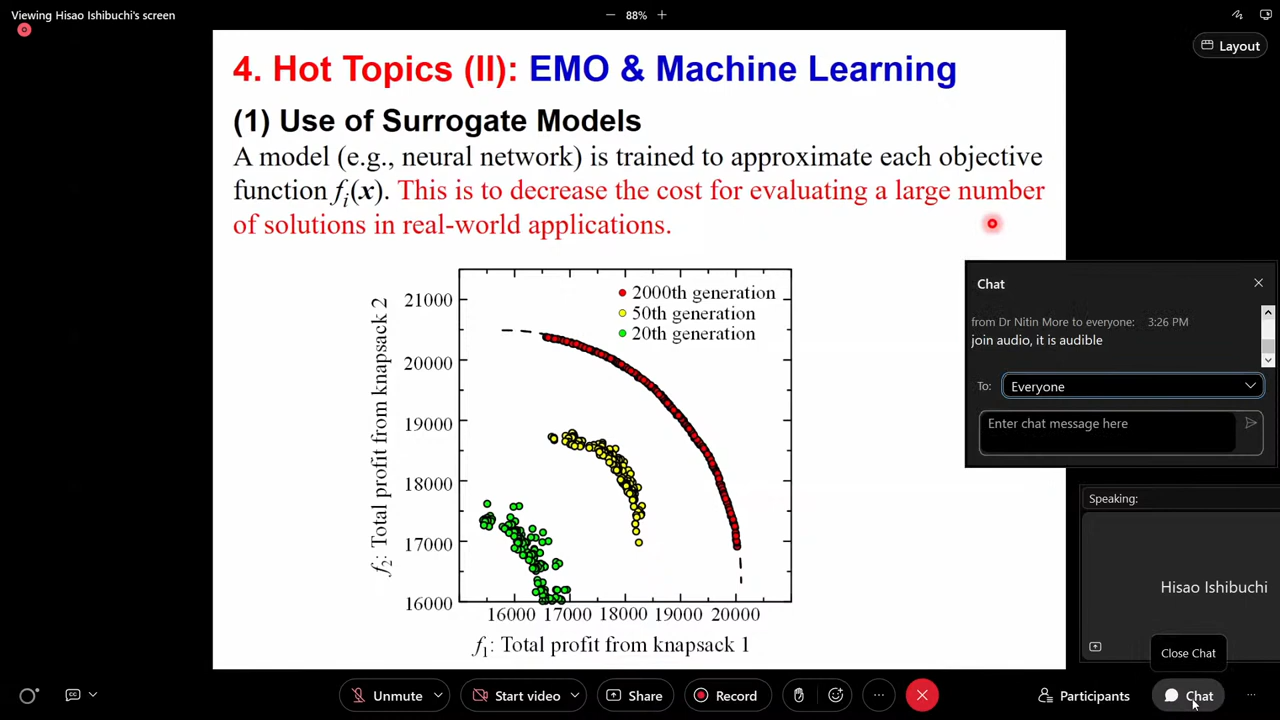 Viewing Hisao Ishibuchi's screen
88%
Layout
4. Hot Topics (II): EMO & Machine Learning
(1) Use of Surrogate Models
A model (e.g., neural network) is trained to approximate each objective
function fi(x). This is to decrease the cost for evaluating a large number
of solutions in real-world applications.
2000th generation
50th generation
20th generation
21000
20000
19000
18000
17000
16000
f2: Total profit from knapsack 2
16000 17000 18000 19000 20000
f1: Total profit from knapsack 1
Chat
from Dr Nitin More to everyone: 3:26 PM
join audio, it is audible
To: Everyone
Enter chat message here
Speaking:
Hisao Ishibuchi
Close Chat
Unmute
Start video
Share
Record
Participants
Chat